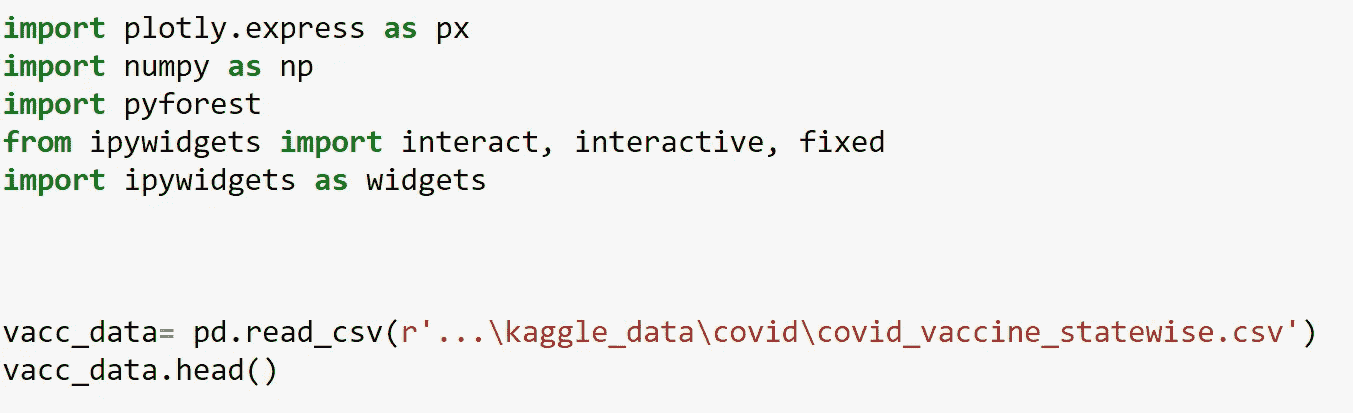 import plotly.express as px
import numpy as np
import pyforest
from ipywidgets import interact, interactive, fixed
import ipywidgets as widgets
vacc_data= pd.read_csv(r'...\kaggle_data\covid\covid_vaccine_statewise.csv')
vacc_data.head()